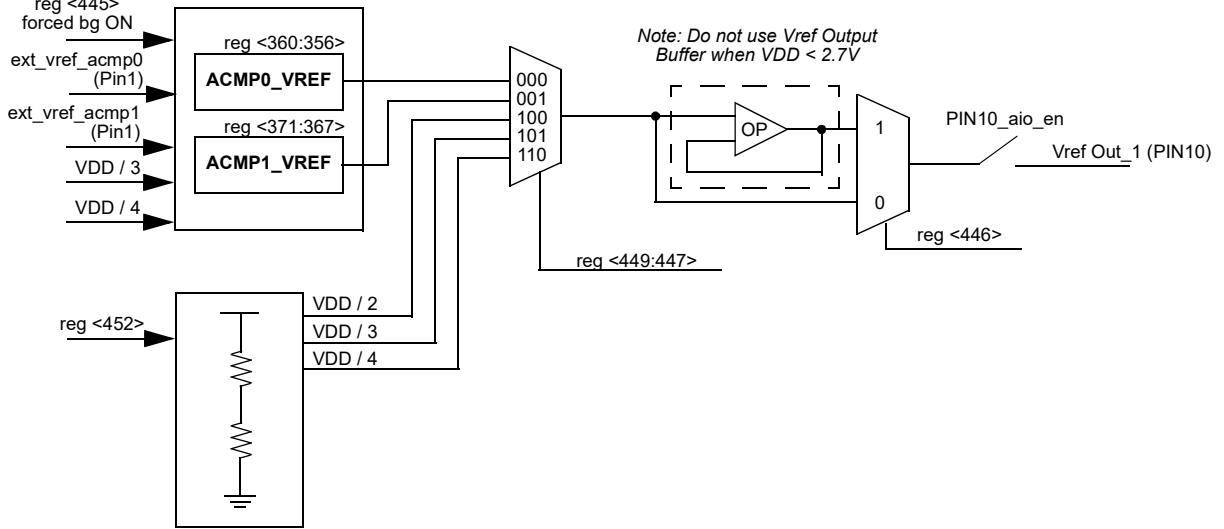 reg <445>
forced bg ON
ext_vref_acmp0
(Pin1)
ext_vref_acmp1
(Pin1)
VDD / 3
VDD / 4
reg <360:356>
ACMP0_VREF
reg <371:367>
ACMP1_VREF
000
001
100
101
110
Note: Do not use Vref Output
Buffer when VDD < 2.7V
OP
1
0
PIN10_aio_en
Vref Out_1 (PIN10)
reg <446>
reg <449:447>
reg <452>
VDD / 2
VDD / 3
VDD / 4